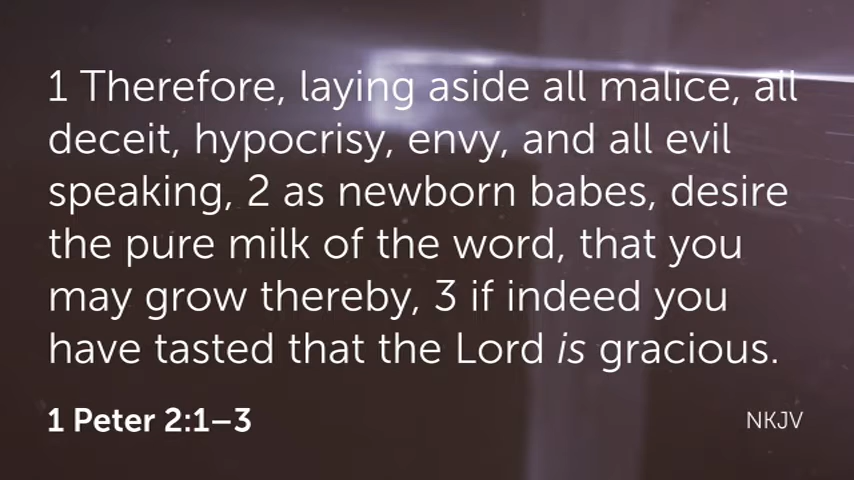 1 Therefore, laying aside all malice, all
deceit, hypocrisy, envy, and all evil
speaking, 2 as newborn babes, desire
the pure milk of the word, that you
may grow thereby, 3 if indeed you
have tasted that the Lord is gracious.
1 Peter 2:1–3
NKJV